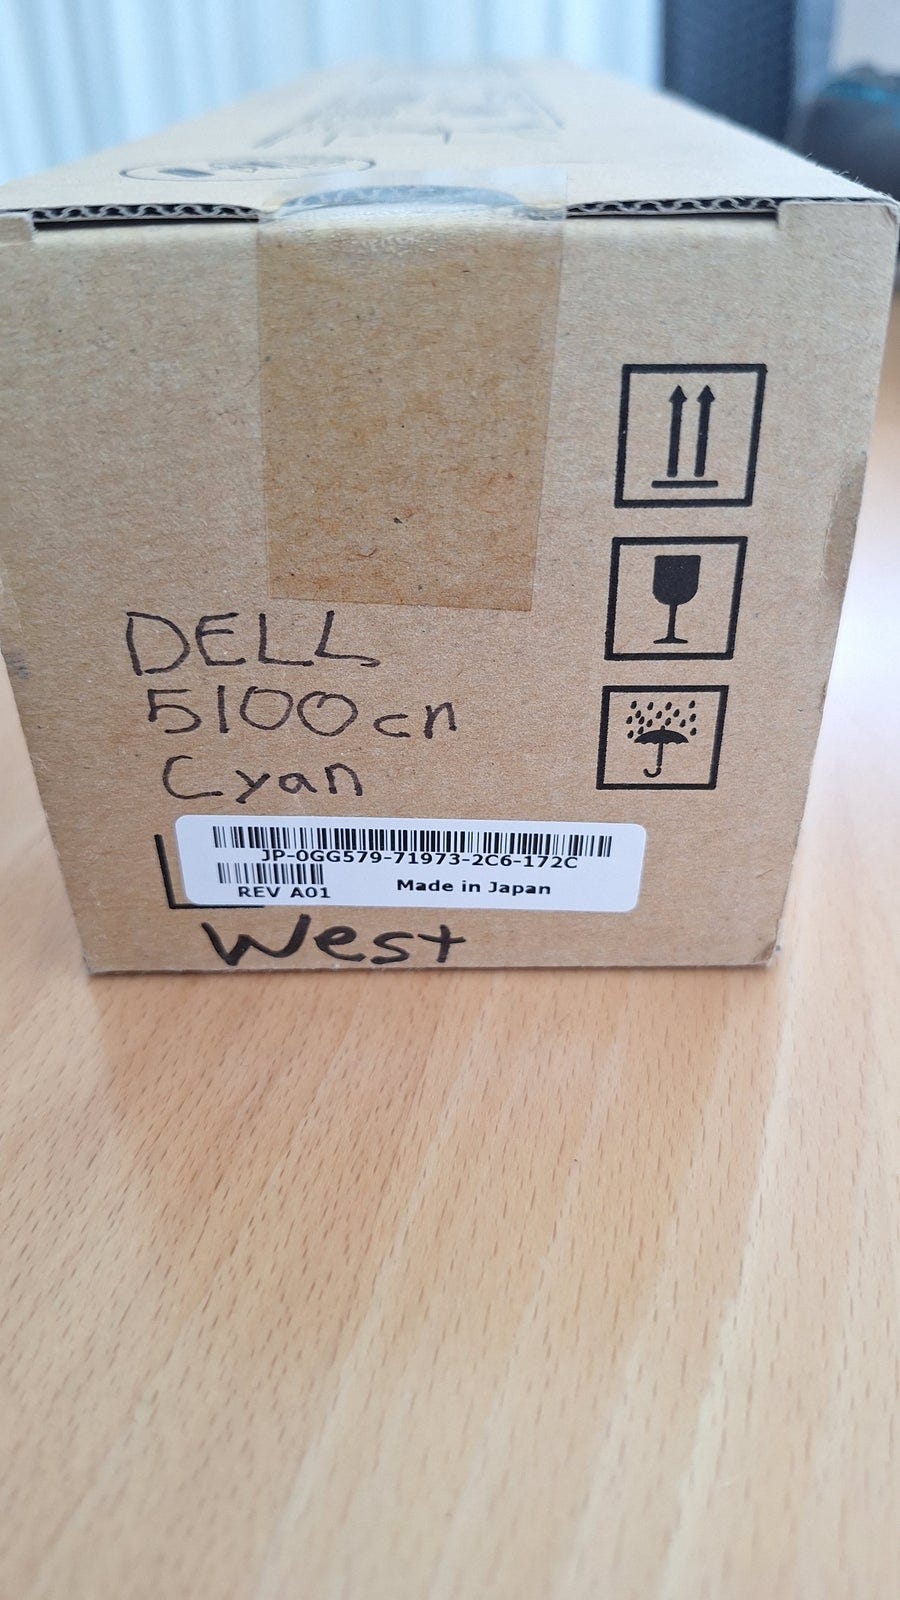 DELL
5100cn
Cyan
JP-0GG579-71973-2C6-172C
REV A01 Made in Japan
West